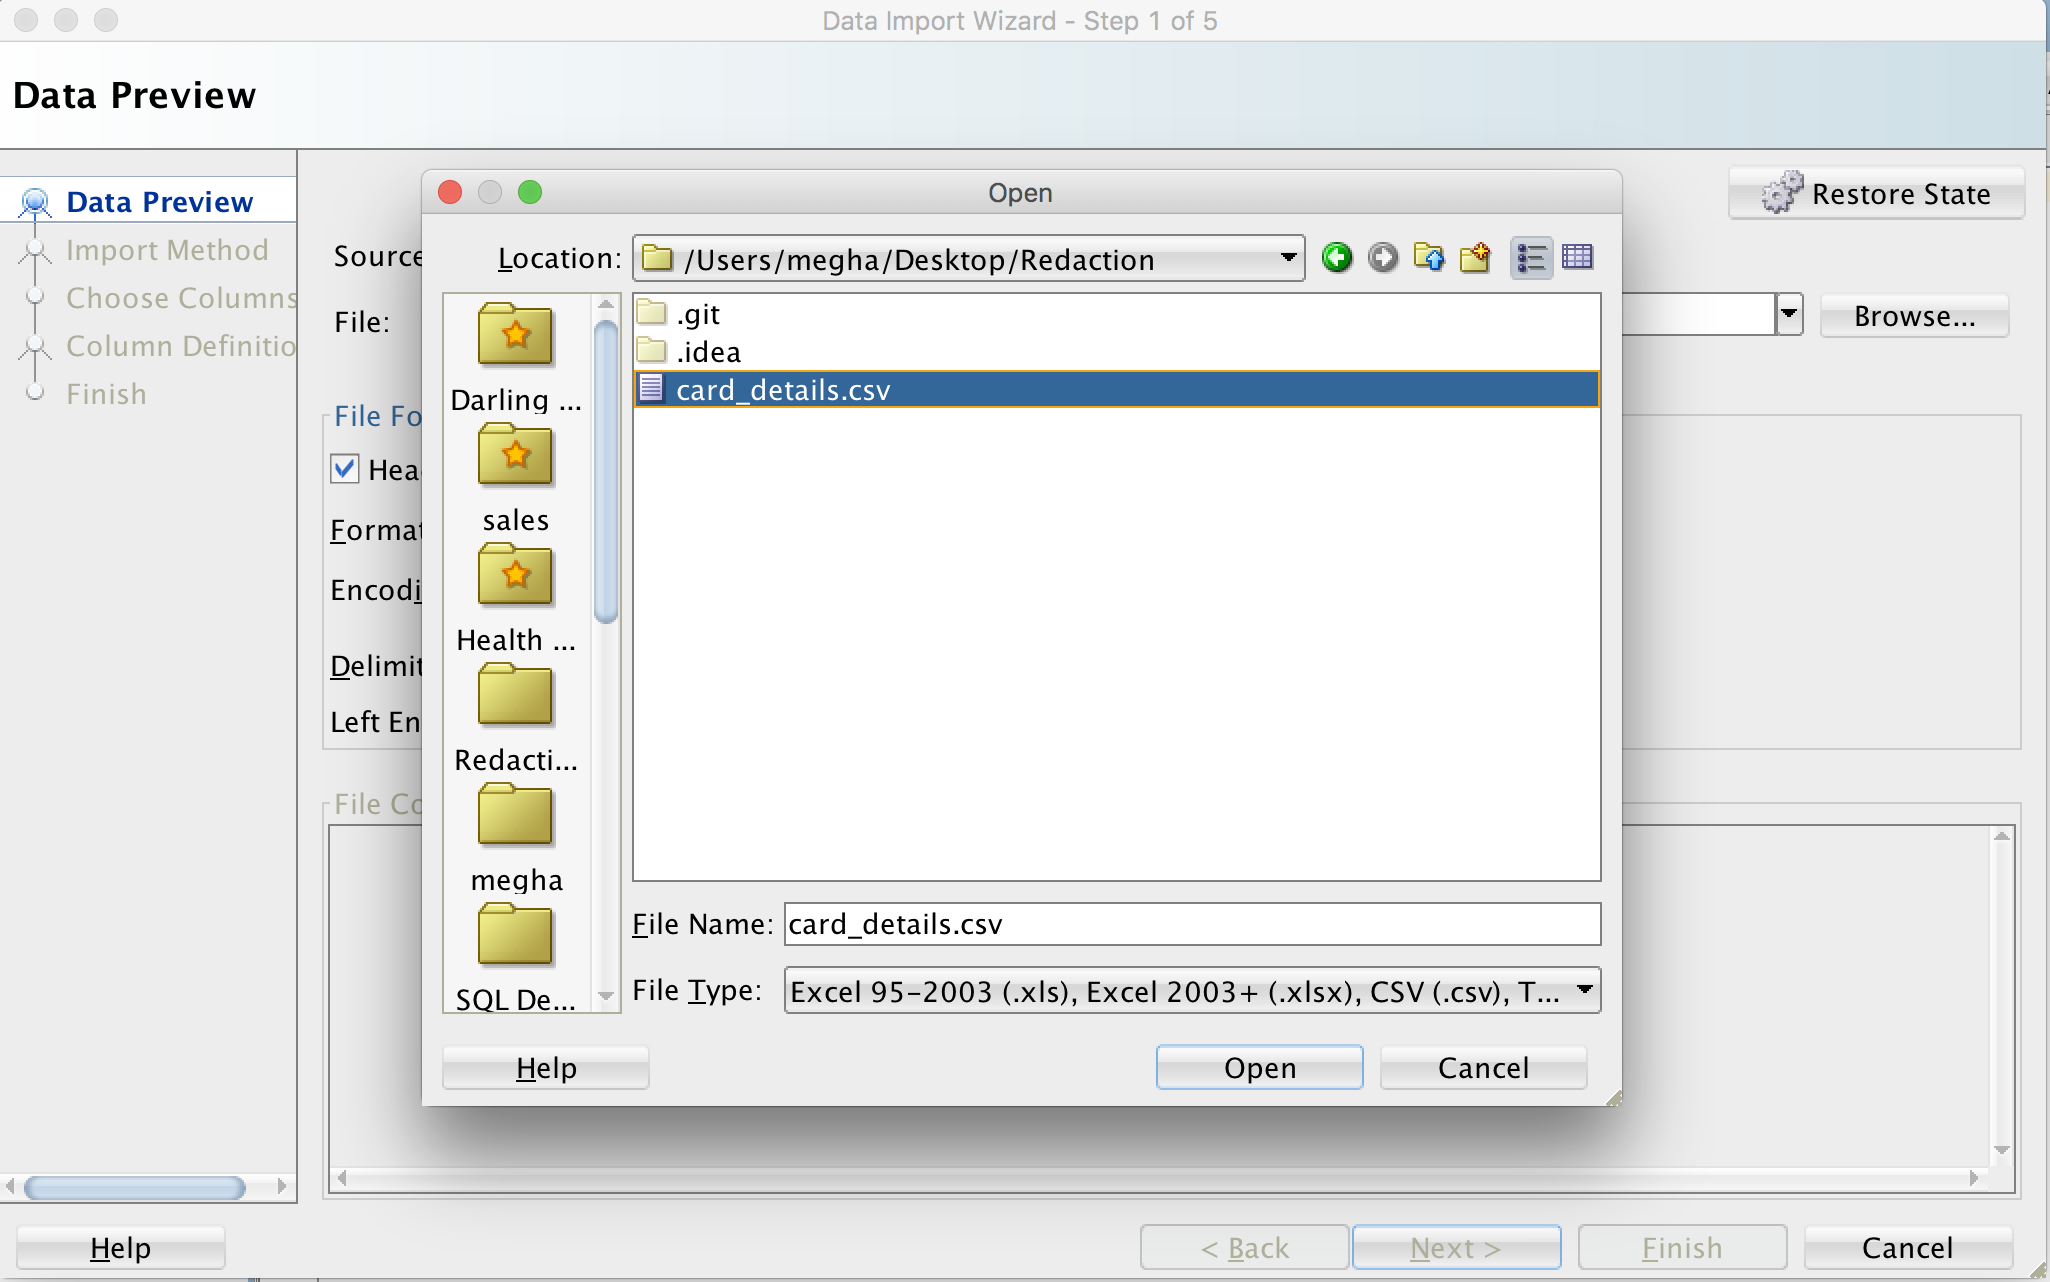 Data Import Wizard - Step 1 of 5
Data Preview
Data Preview
Import Method
Choose Columns
Column Definitio
Finish
Restore State
Source
File:
Browse...
File Fo
Hea
Format
Encodi
Delimit
Left En
File Co
Open
Location: /Users/megha/Desktop/Redaction
Darling ...
sales
Health ...
Redacti...
megha
SQL De...
.git
.idea
card_details.csv
File Name: card_details.csv
File Type: Excel 95-2003 (.xls), Excel 2003+ (.xlsx), CSV (.csv), T...
Help
Open
Cancel
Help
< Back
Next >
Finish
Cancel